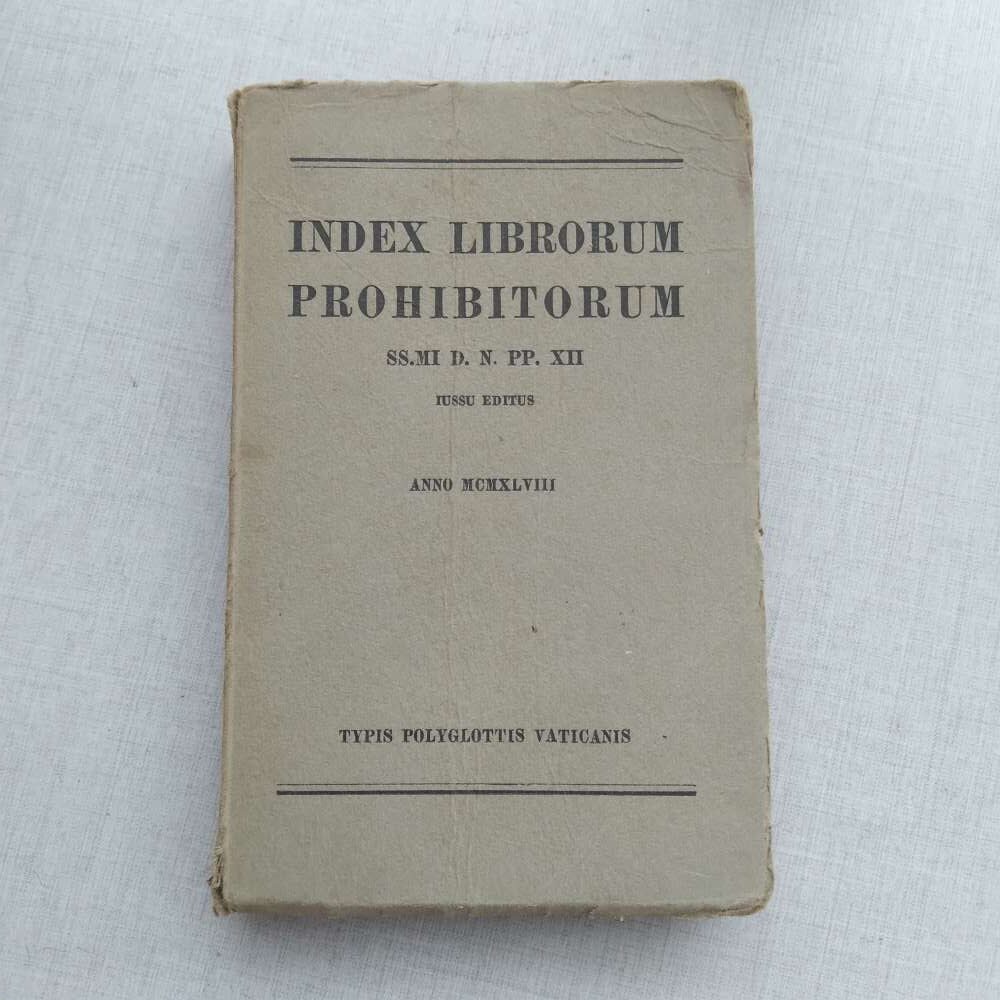 INDEX LIBRORUM
PROHIBITORUM
SS.MI D. N. PP. XII
IUSSU EDITUS
ANNO MCMXLVIII
TYPIS POLYGLOTTIS VATICANIS